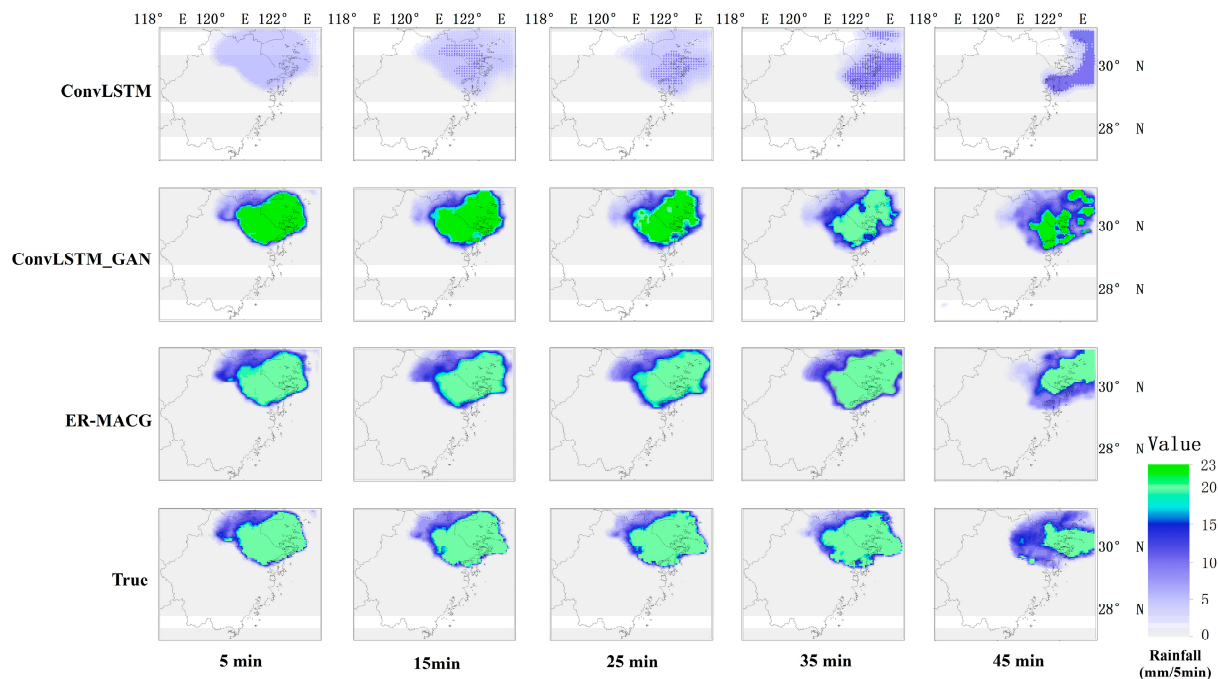 118° E 120° E 122° E 118° E 120° E 122° E 118° E 120° E 122° E 118° E 120° E 122° E 118° E 120° E 122° E
ConvLSTM
30° N
28° N
ConvLSTM_GAN
30° N
28° N
ER-MACG
30° N
28° N
True
30° N
28° N
5 min 15min 25 min 35 min 45 min
Value
23
20
15
10
5
0
Rainfall
(mm/5min)